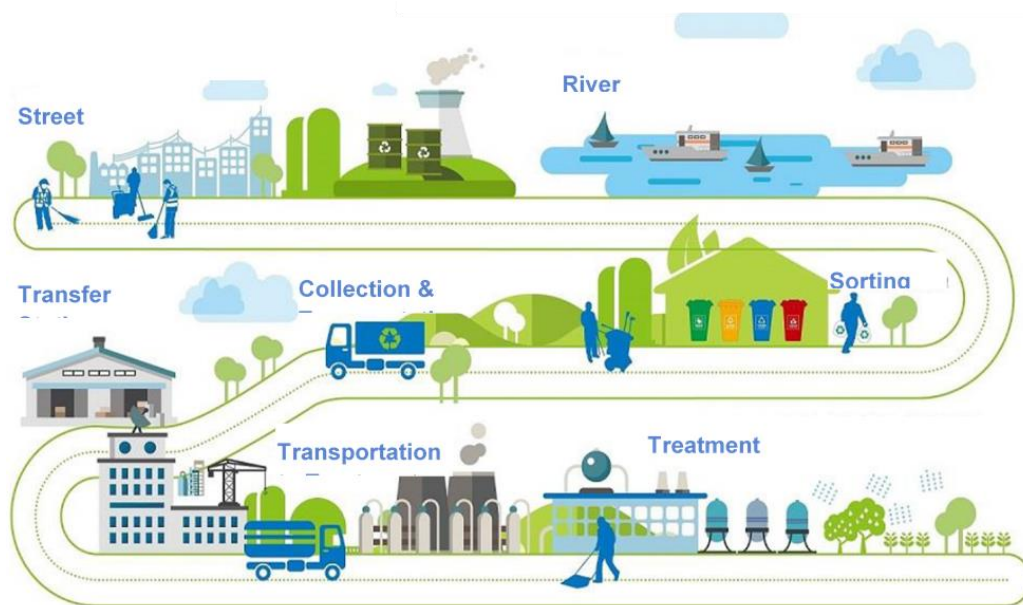 Street
River
Transfer
Collection &
Sorting
Transportation
Treatment